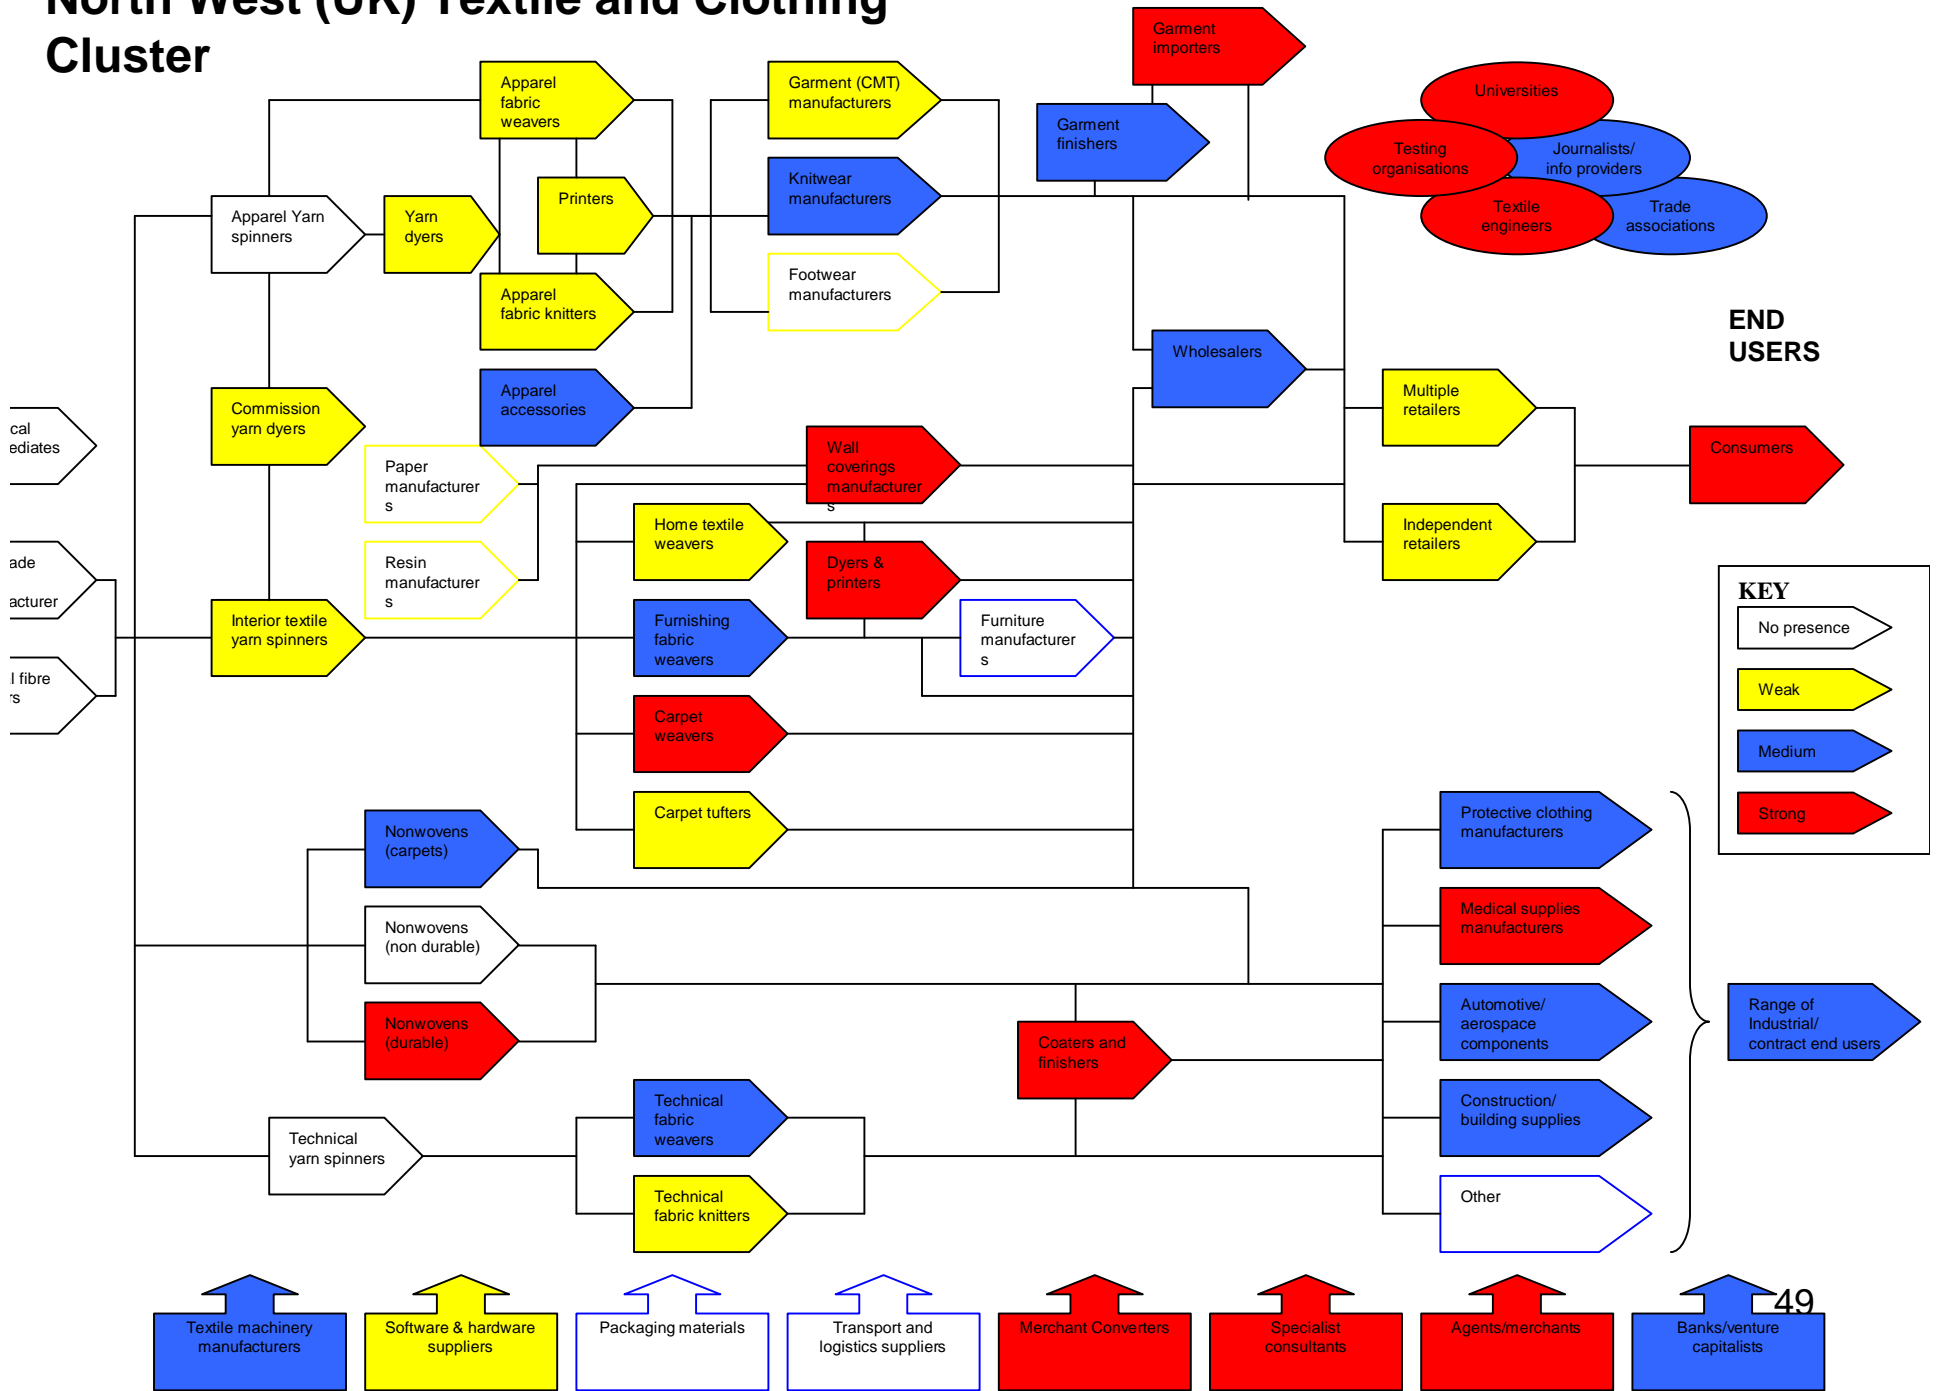 North West (UK) Textile and Clothing
Cluster
Garment
importers
Apparel
fabric
weavers
Garment (CMT)
manufacturers
Garment
finishers
Universities
Testing
organisations
Journalists/
info providers
Textile
engineers
Trade
associations
Knitwear
manufacturers
Printers
Apparel Yarn
spinners
Yarn
dyers
Apparel
fabric knitters
Footwear
manufacturers
END
USERS
Wholesalers
Apparel
accessories
Commission
yarn dyers
Multiple
retailers
Consumers
cal
ediates
Paper
manufacturer
s
Wall
coverings
manufacturer
s
Home textile
weavers
Independent
retailers
ade
acturer
Resin
manufacturer
s
Dyers &
printers
Interior textile
yarn spinners
Furnishing
fabric
weavers
Furniture
manufacturer
s
l fibre
rs
Carpet
weavers
Carpet tufters
KEY
No presence
Weak
Medium
Strong
Nonwovens
(carpets)
Nonwovens
(non durable)
Nonwovens
(durable)
Coaters and
finishers
Protective clothing
manufacturers
Medical supplies
manufacturers
Automotive/
aerospace
components
Construction/
building supplies
Other
Range of
Industrial/
contract end users
Technical
fabric
weavers
Technical
yarn spinners
Technical
fabric knitters
Textile machinery
manufacturers
Software & hardware
suppliers
Packaging materials
Transport and
logistics suppliers
Merchant Converters
Specialist
consultants
Agents/merchants
Banks/venture
capitalists
49